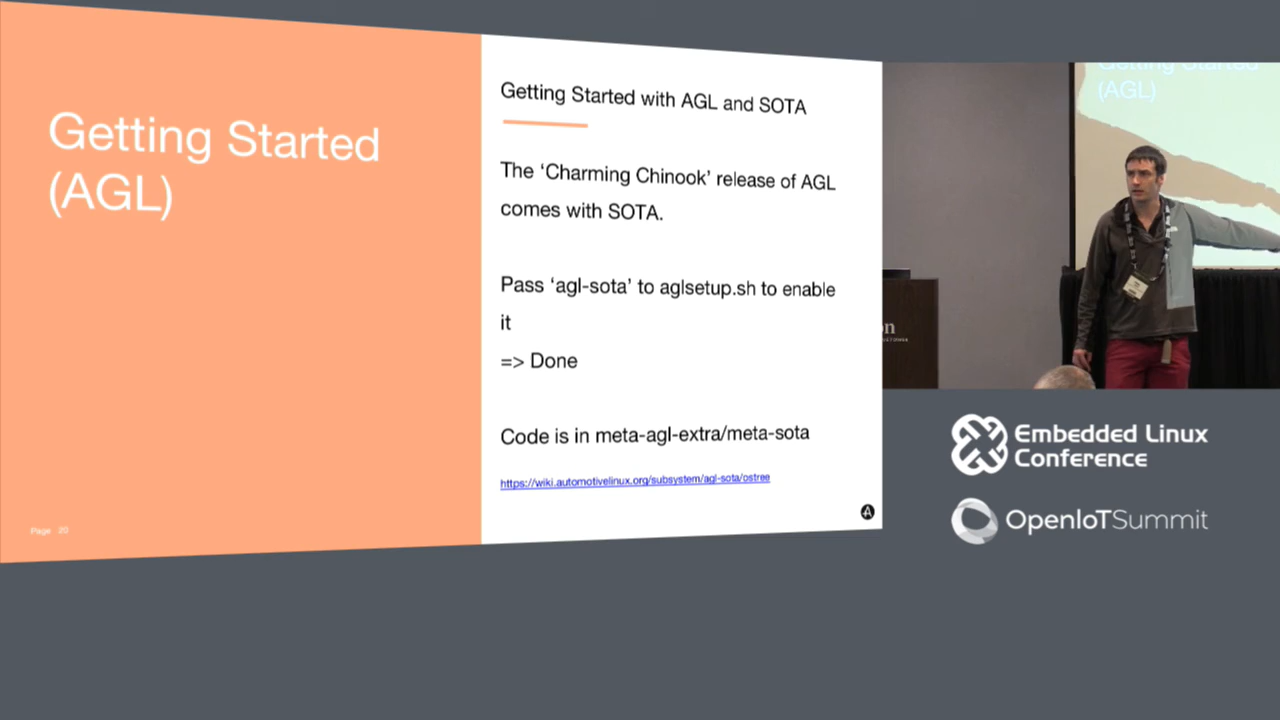 Getting Started
(AGL)
Page 20
Getting Started with AGL and SOTA
The ‘Charming Chinook’ release of AGL
comes with SOTA.
Pass ‘agl-sota’ to aglsetup.sh to enable
it
=> Done
Code is in meta-agl-extra/meta-sota
https://wiki.automotivelinux.org/subsystem/agl-sota/ostree
A
Getting Started
(AGL)
on
Embedded Linux
Conference
OpenIoTSummit